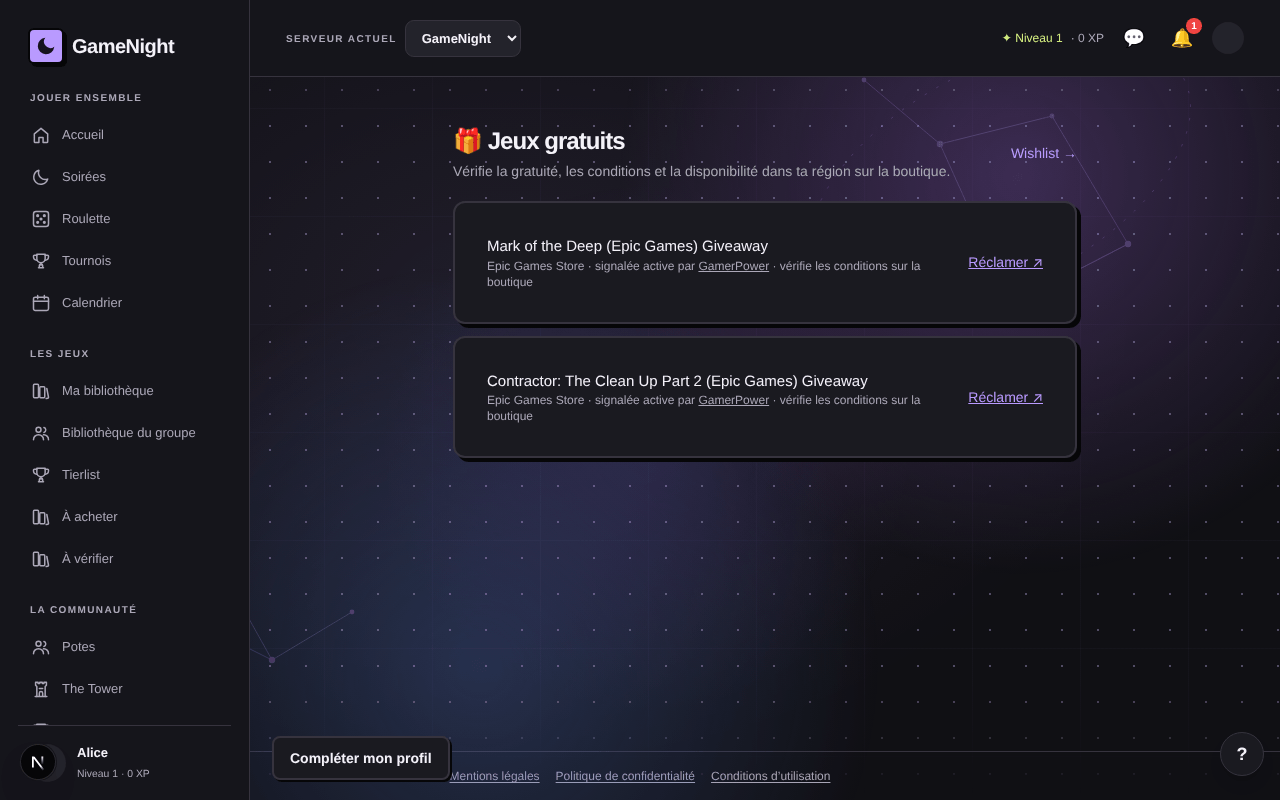 GameNight
JOUER ENSEMBLE
Accueil
Soirées
Roulette
Tournois
Calendrier
LES JEUX
Ma bibliothèque
Bibliothèque du groupe
Tierlist
À acheter
À vérifier
LA COMMUNAUTÉ
Potes
The Tower
N
Alice
Niveau 1 · 0 XP
SERVEUR ACTUEL
GameNight
✦ Niveau 1 · 0 XP
1
🎁 Jeux gratuits
Vérifie la gratuité, les conditions et la disponibilité dans ta région sur la boutique.
Wishlist →
Mark of the Deep (Epic Games) Giveaway
Epic Games Store · signalée active par GamerPower · vérifie les conditions sur la
boutique
Réclamer ↗
Contractor: The Clean Up Part 2 (Epic Games) Giveaway
Epic Games Store · signalée active par GamerPower · vérifie les conditions sur la
boutique
Réclamer ↗
Compléter mon profil
Mentions légales Politique de confidentialité Conditions d'utilisation
?